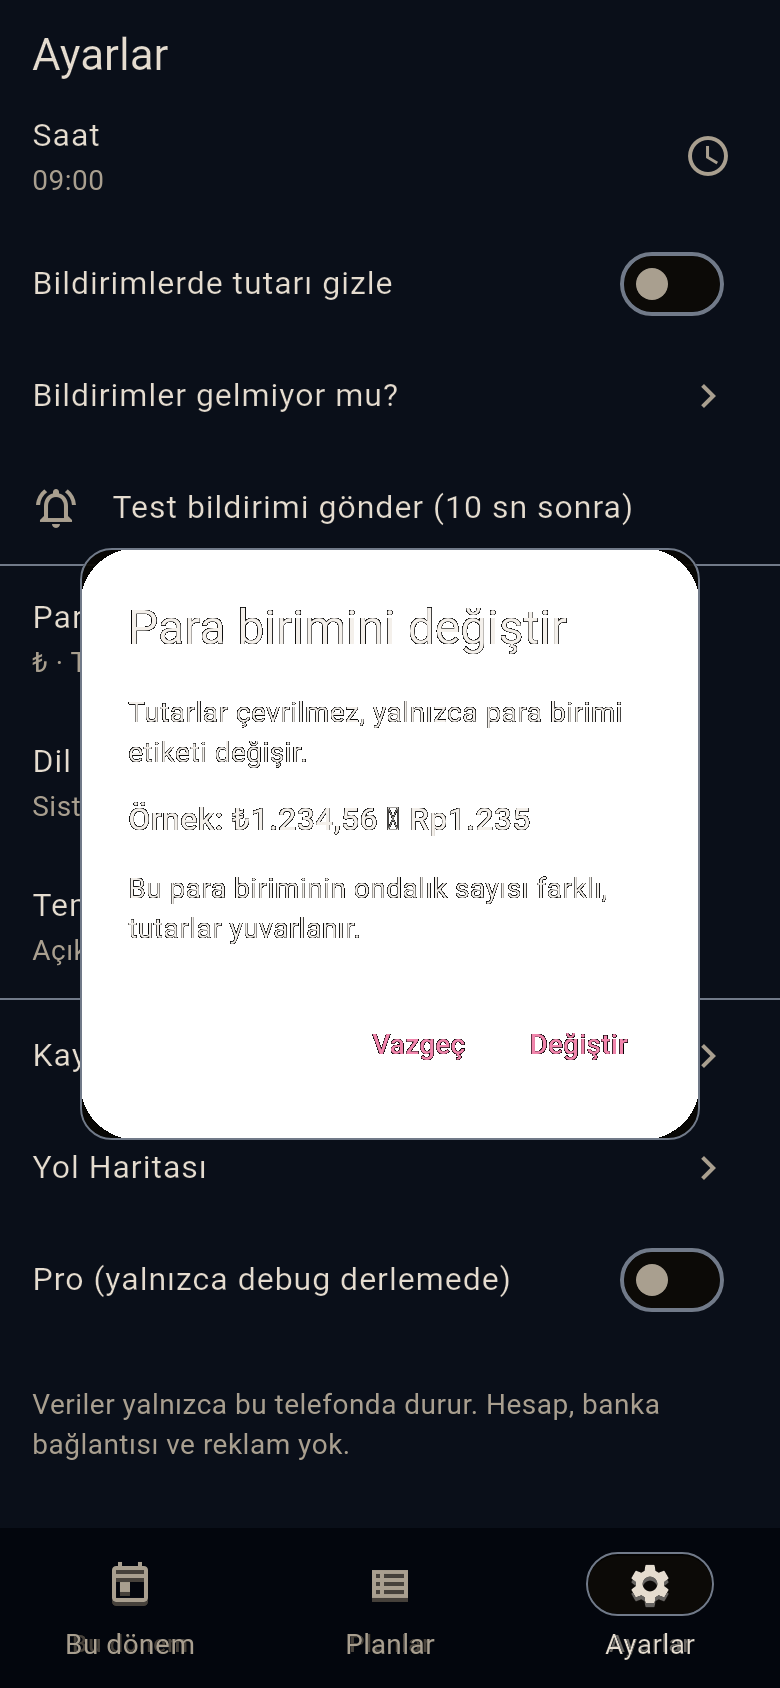 Ayarlar
Saat
09:00
Bildirimlerde tutarı gizle
Bildirimler gelmiyor mu?
Test bildirimi gönder (10 sn sonra)
Par
₺ · T
Para birimini değiştir
Tutarlar çevrilmez, yalnızca para birimi
etiketi değişir.
Dil
Sist
Örnek: ₺1.234,56 Rp1.235
Bu para biriminin ondalık sayısı farklı,
tutarlar yuvarlanır.
Açık
Vazgeç Değiştir
Kay
Yol Haritası
Pro (yalnızca debug derlemede)
Veriler yalnızca bu telefonda durur. Hesap, banka
bağlantısı ve reklam yok.
Bu dönem Planlar Ayarlar